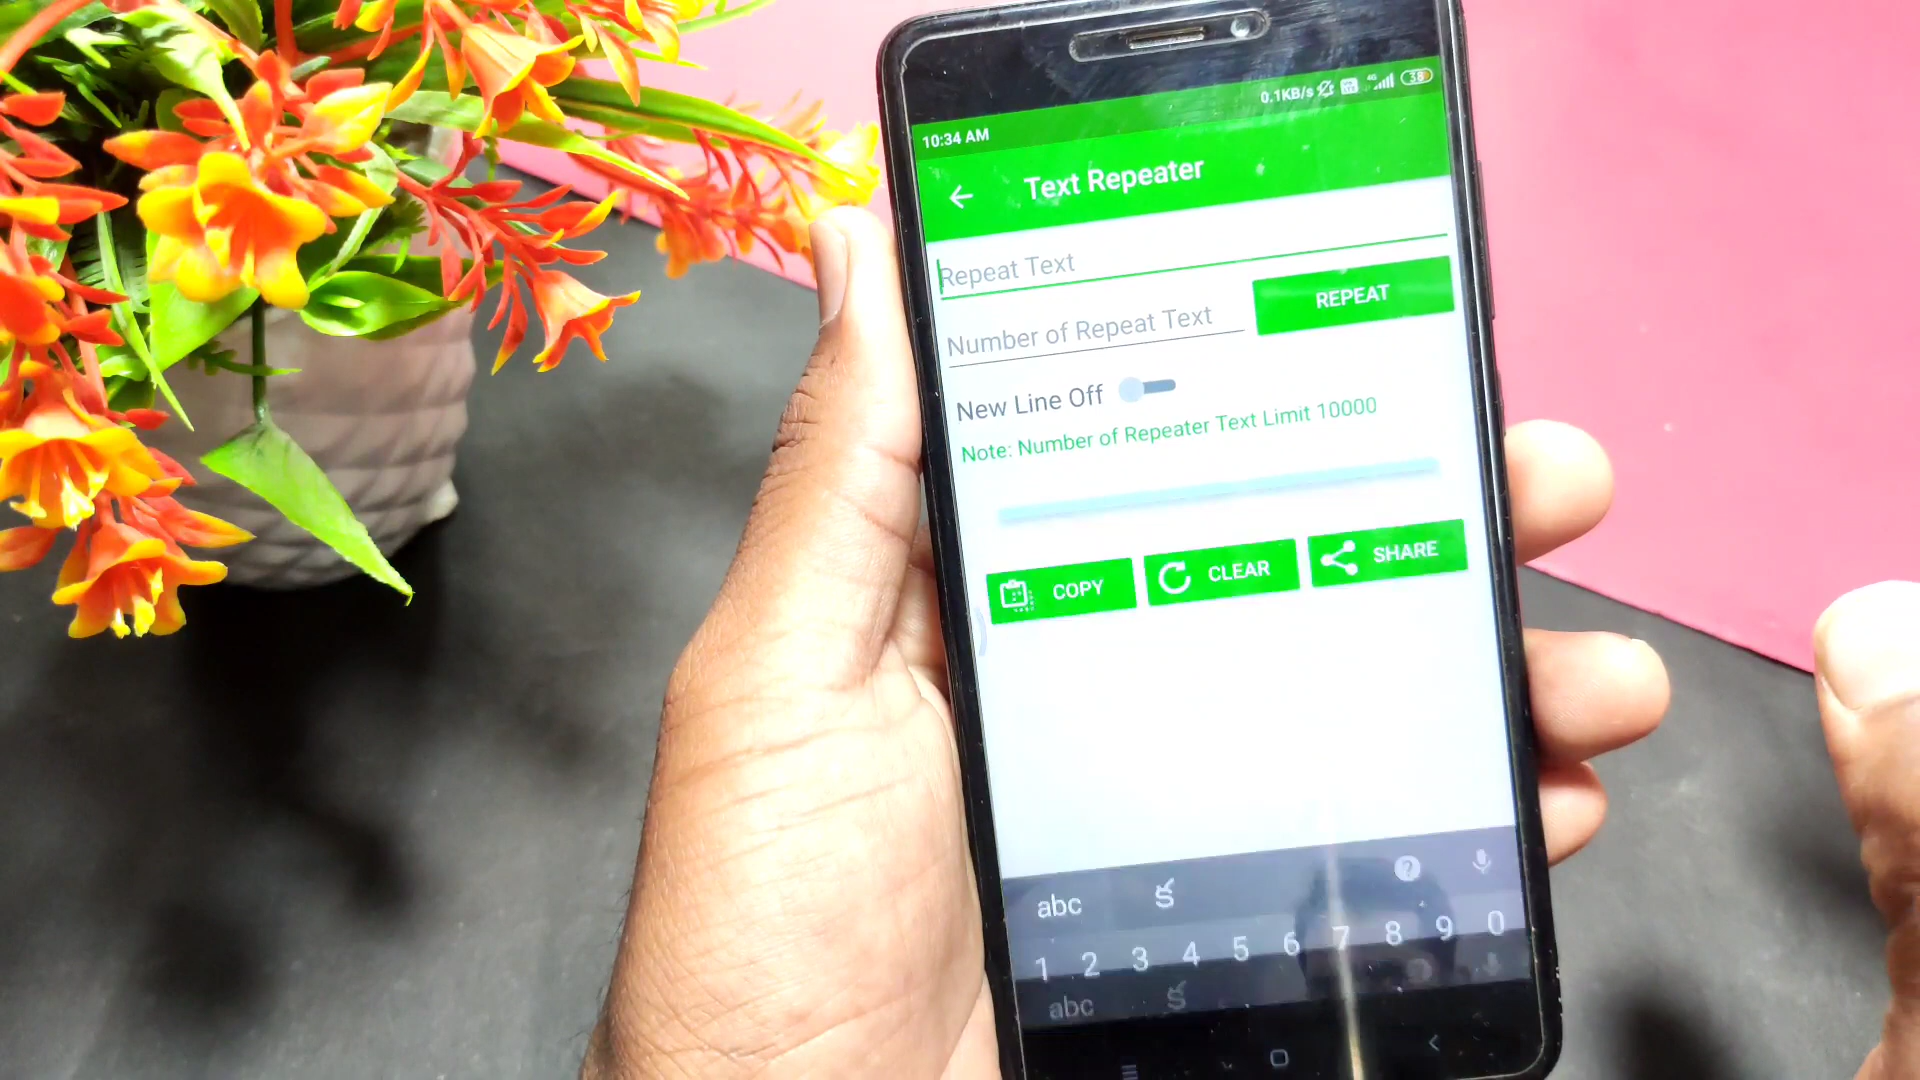 0.1KB/s 4G 38
10:34 AM
Text Repeater
Repeat Text
Number of Repeat Text
REPEAT
New Line Off
Note: Number of Repeater Text Limit 10000
COPY
CLEAR
SHARE
abc క
1 2 3 4 5 6 7 8 9 0
abc క